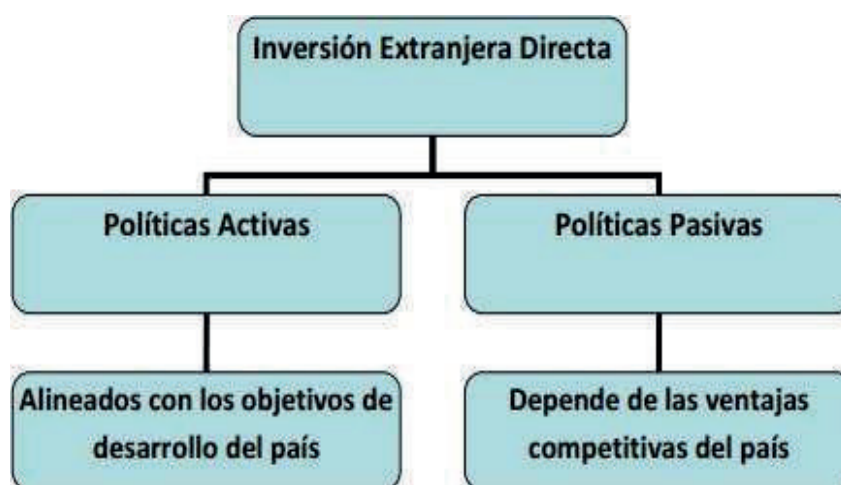 Inversión Extranjera Directa
Políticas Activas
Políticas Pasivas
Alineados con los objetivos de
desarrollo del país
Depende de las ventajas
competitivas del país